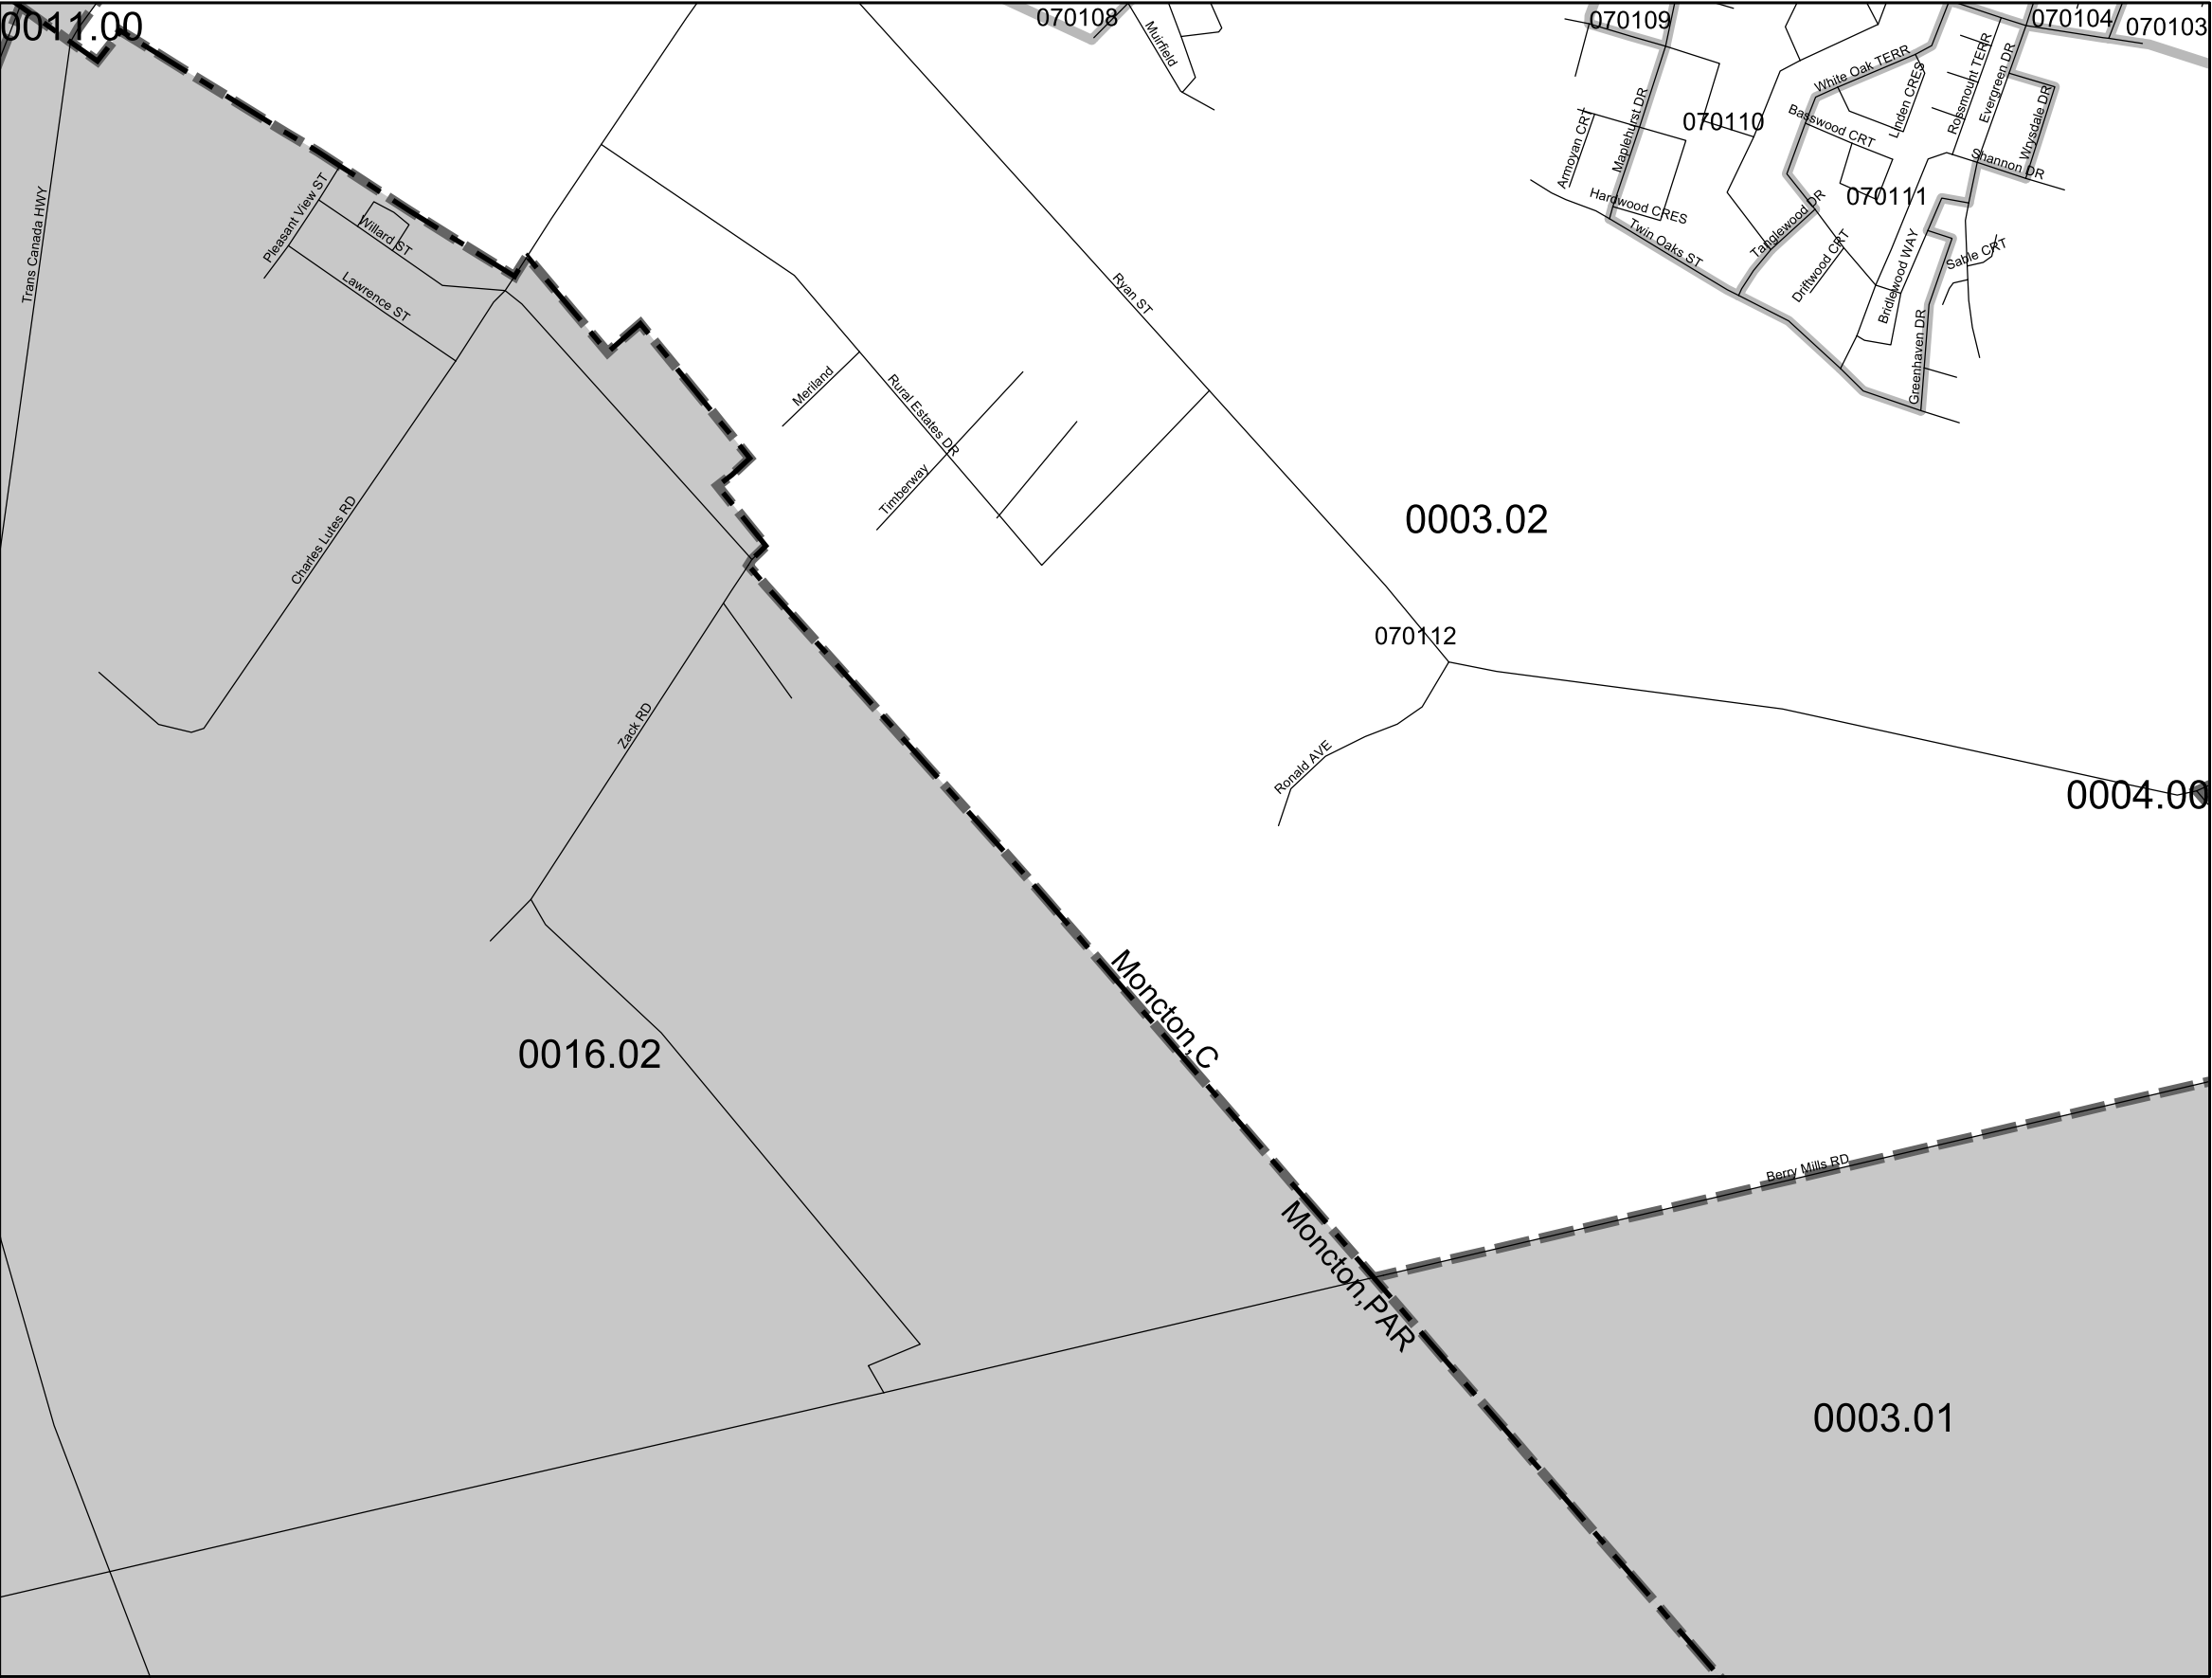 0011.00
070108
070109
070104
070103
Muirfield
White Oak TERR
Rossmount TERR
Evergreen DR
Linden CRES
Wrysdale DR
Maplehurst DR
Armoyan CRT
070110
Basswood CRT
Shannon DR
070111
Trans Canada HWY
Pleasant View ST
Willard ST
Lawrence ST
Hardwood CRES
Twin Oaks ST
Tanglewood DR
Driftwood CRT
Bridlewood WAY
Sable CRT
Greenhaven DR
Ryan ST
Meriland
Rural Estates DR
Timberway
Charles Lutes RD
0003.02
070112
Zack RD
Ronald AVE
0004.00
Moncton,C
0016.02
Berry Mills RD
Moncton,PAR
0003.01